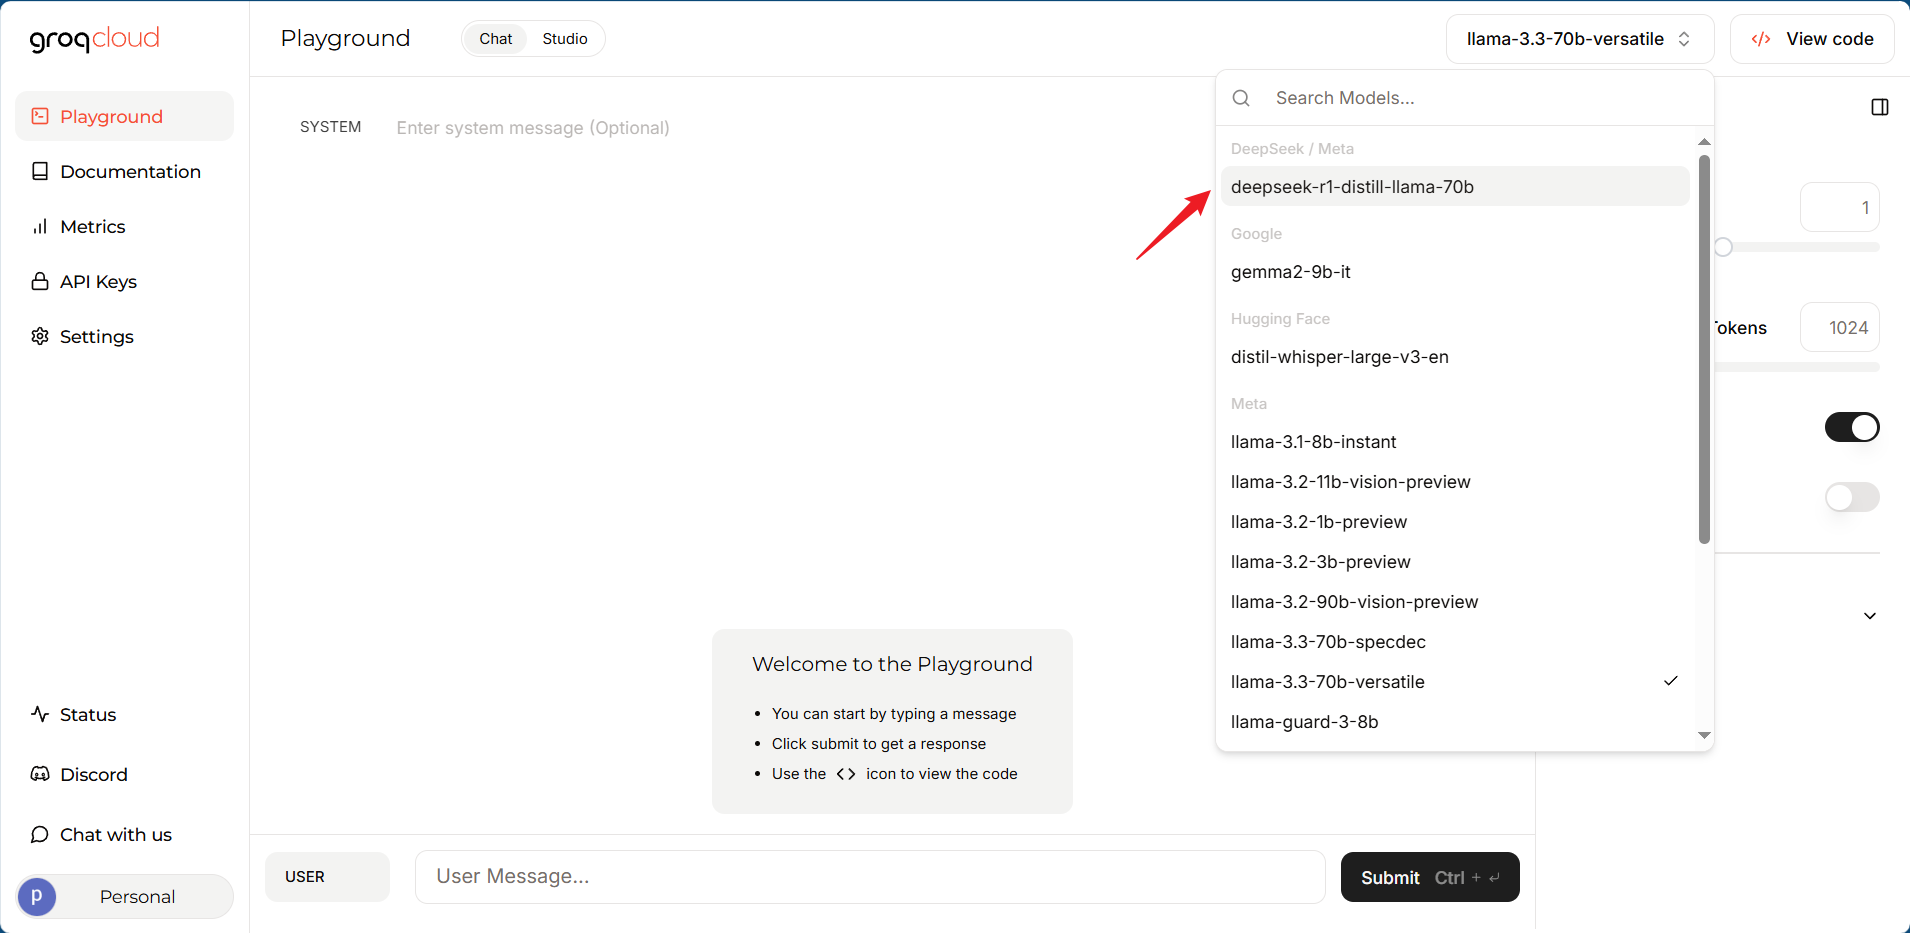 groqcloud
Playground
Documentation
Metrics
API Keys
Settings
Status
Discord
Chat with us
p
Personal
Playground
Chat
Studio
llama-3.3-70b-versatile
</> View code
SYSTEM
Enter system message (Optional)
Search Models...
DeepSeek / Meta
deepseek-r1-distill-llama-70b
Google
gemma2-9b-it
Hugging Face
distil-whisper-large-v3-en
Meta
llama-3.1-8b-instant
llama-3.2-11b-vision-preview
llama-3.2-1b-preview
llama-3.2-3b-preview
llama-3.2-90b-vision-preview
llama-3.3-70b-specdec
llama-3.3-70b-versatile
llama-guard-3-8b
1
Tokens
1024
Welcome to the Playground
• You can start by typing a message
• Click submit to get a response
• Use the <> icon to view the code
USER
User Message...
Submit Ctrl + ↵